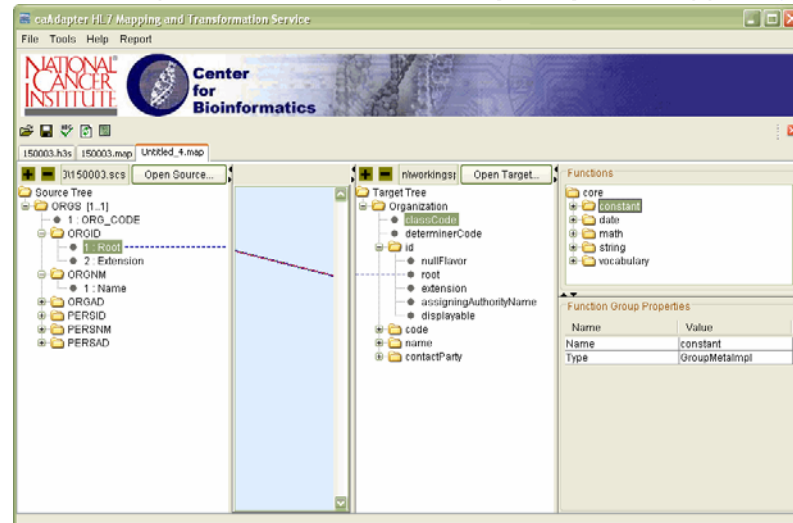 caAdapter HL7 Mapping and Transformation Service
File Tools Help Report
NATIONAL
CANCER
INSTITUTE
Center
for
Bioinformatics
150003.h3s 150003.map Untitled_4.map
3\150003.scs Open Source...
Source Tree
ORGS [1..1]
1 : ORG_CODE
ORGID
1 : Root
2 : Extension
ORGNM
1 : Name
ORGAD
PERSID
PERSNM
PERSAD
Open Target...
Target Tree
Organization
classCode
determinerCode
id
nullFlavor
root
extension
assigningAuthorityName
displayable
code
name
contactParty
Functions
core
constant
date
math
string
vocabulary
Function Group Properties
Name Value
Name constant
Type GroupMetaImpl